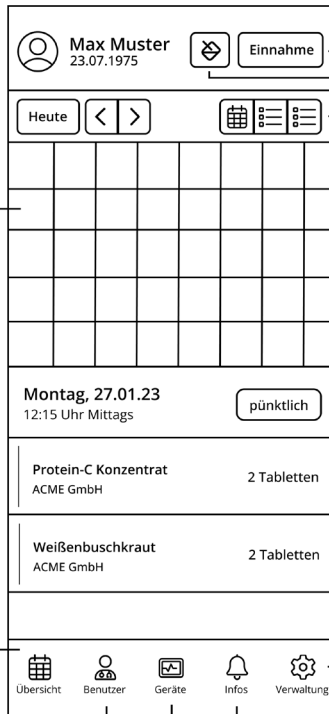 Max Muster
23.07.1975
Einnahme
Heute
Montag, 27.01.23
12:15 Uhr Mittags
pünktlich
Protein-C Konzentrat
ACME GmbH
2 Tabletten
Weißenbuschkraut
ACME GmbH
2 Tabletten
Übersicht Benutzer Geräte Infos Verwaltung